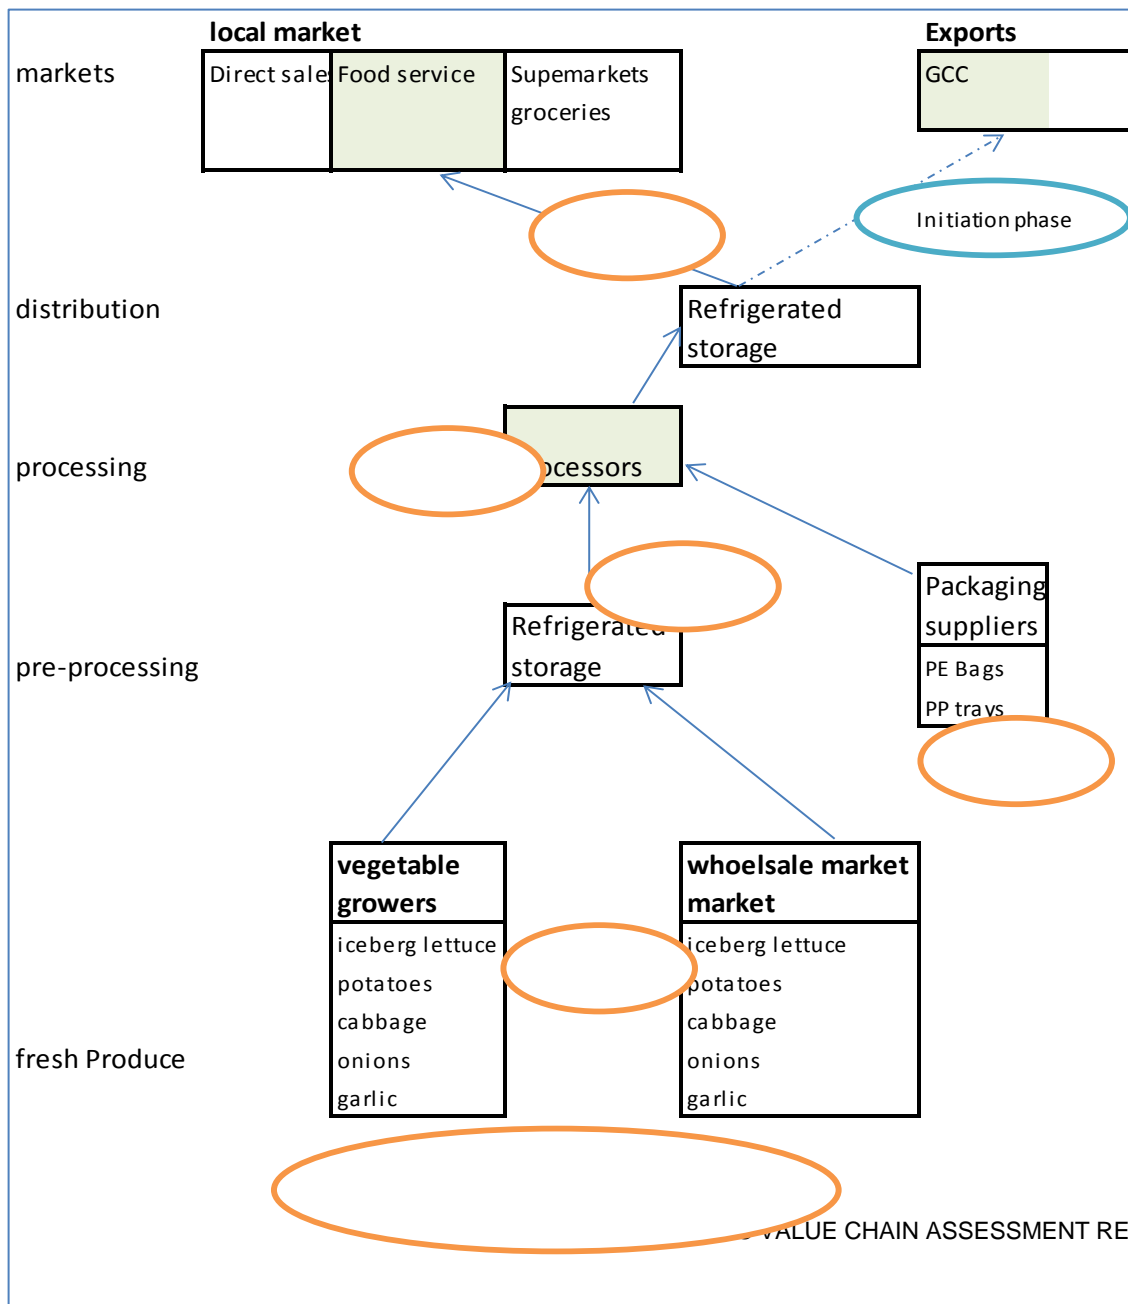 local market
Exports
markets
Direct sales
Food service
Supemarkets
groceries
GCC
Initiation phase
distribution
Refrigerated
storage
processing
ocessors
Refrigerated
storage
pre-processing
Packaging
suppliers
PE Bags
PP trays
vegetable
growers
iceberg lettuce
potatoes
cabbage
onions
garlic
whoelsale market
market
iceberg lettuce
potatoes
cabbage
onions
garlic
fresh Produce
VALUE CHAIN ASSESSMENT RE